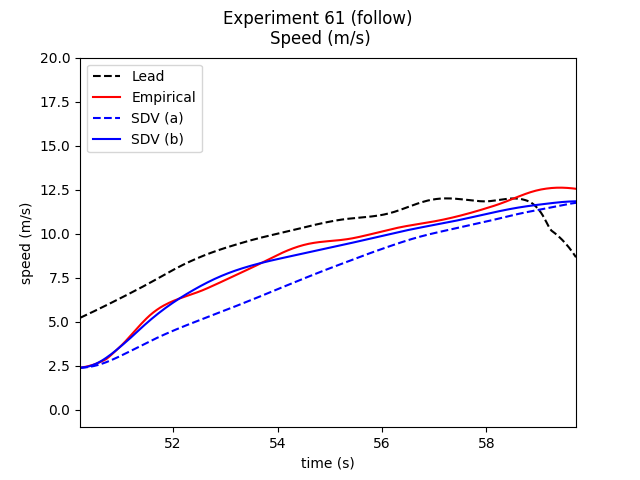 Experiment 61 (follow)
Speed (m/s)
20.0
17.5
15.0
12.5
10.0
7.5
5.0
2.5
0.0
speed (m/s)
Lead
Empirical
SDV (a)
SDV (b)
52
54
56
58
time (s)